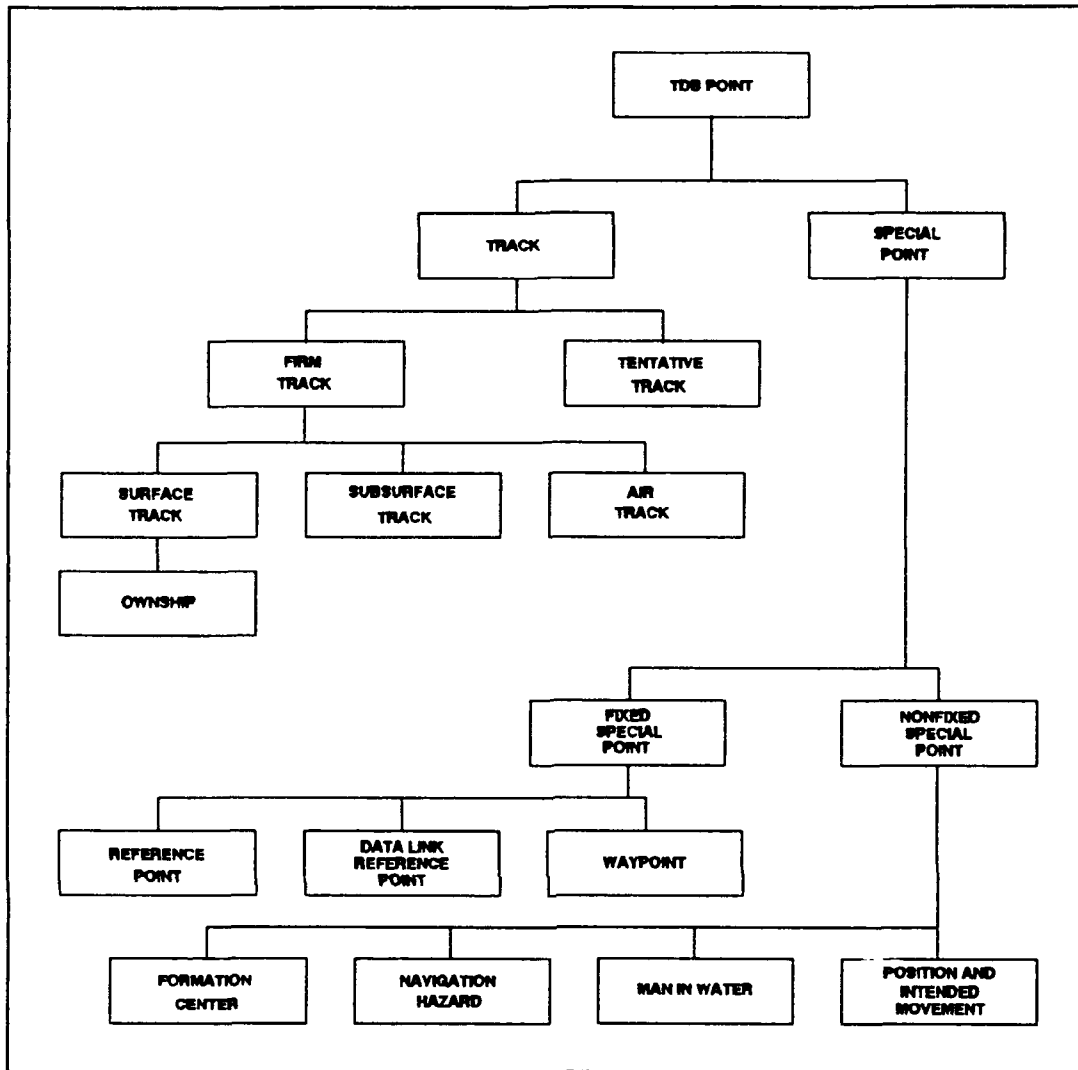 TDB POINT
TRACK
SPECIAL
POINT
FIRM
TRACK
TENTATIVE
TRACK
SURFACE
TRACK
SUBSURFACE
TRACK
AIR
TRACK
OWNSHIP
FIXED
SPECIAL
POINT
NONFIXED
SPECIAL
POINT
REFERENCE
POINT
DATA LINK
REFERENCE
POINT
WAYPOINT
FORMATION
CENTER
NAVIGATION
HAZARD
MAN IN WATER
POSITION AND
INTENDED
MOVEMENT